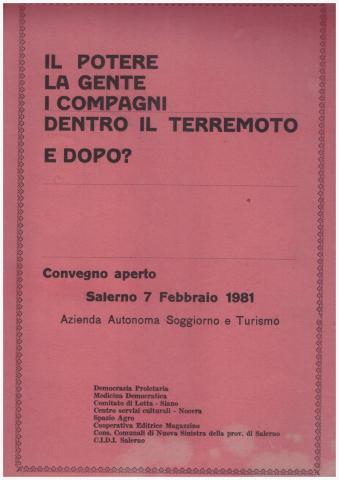 IL POTERE
LA GENTE
I COMPAGNI
DENTRO IL TERREMOTO
E DOPO?
Convegno aperto
Salerno 7 Febbraio 1981
Azienda Autonoma Soggiorno e Turismo
Democrazia Proletaria
Medicina Democratica
Comitato di Lotta - Siano
Centro servizi culturali - Nocera
Spazio Agro
Cooperativa Editrice Magazzino
Cons. Comunali di Nuova Sinistra della prov. di Salerno
C.I.D.I. Salerno